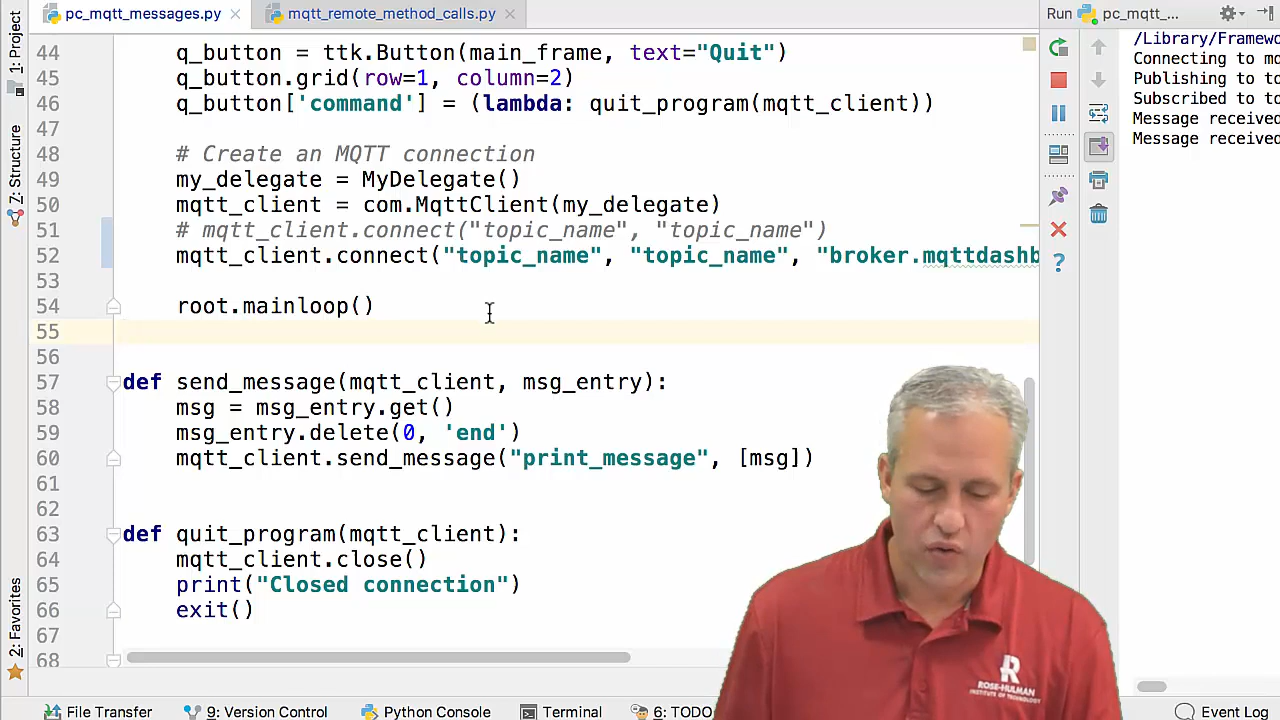 pc_mqtt_messages.py
mqtt_remote_method_calls.py
Run pc_mqtt_...
1: Project
Z: Structure
2: Favorites
44 q_button = ttk.Button(main_frame, text="Quit")
45 q_button.grid(row=1, column=2)
46 q_button['command'] = (lambda: quit_program(mqtt_client))
47
48 # Create an MQTT connection
49 my_delegate = MyDelegate()
50 mqtt_client = com.MqttClient(my_delegate)
51 # mqtt_client.connect("topic_name", "topic_name")
52 mqtt_client.connect("topic_name", "topic_name", "broker.mqttdashb
53
54 root.mainloop()
55
56
57 def send_message(mqtt_client, msg_entry):
58 msg = msg_entry.get()
59 msg_entry.delete(0, 'end')
60 mqtt_client.send_message("print_message", [msg])
61
62
63 def quit_program(mqtt_client):
64 mqtt_client.close()
65 print("Closed connection")
66 exit()
67
68
/Library/Framewo
Connecting to mo
Publishing to to
Subscribed to to
Message received
Message received
?
R
ROSE-HULMAN
INSTITUTE OF TECHNOLOGY
File Transfer
9: Version Control
Python Console
Terminal
6: TODO
Event Log